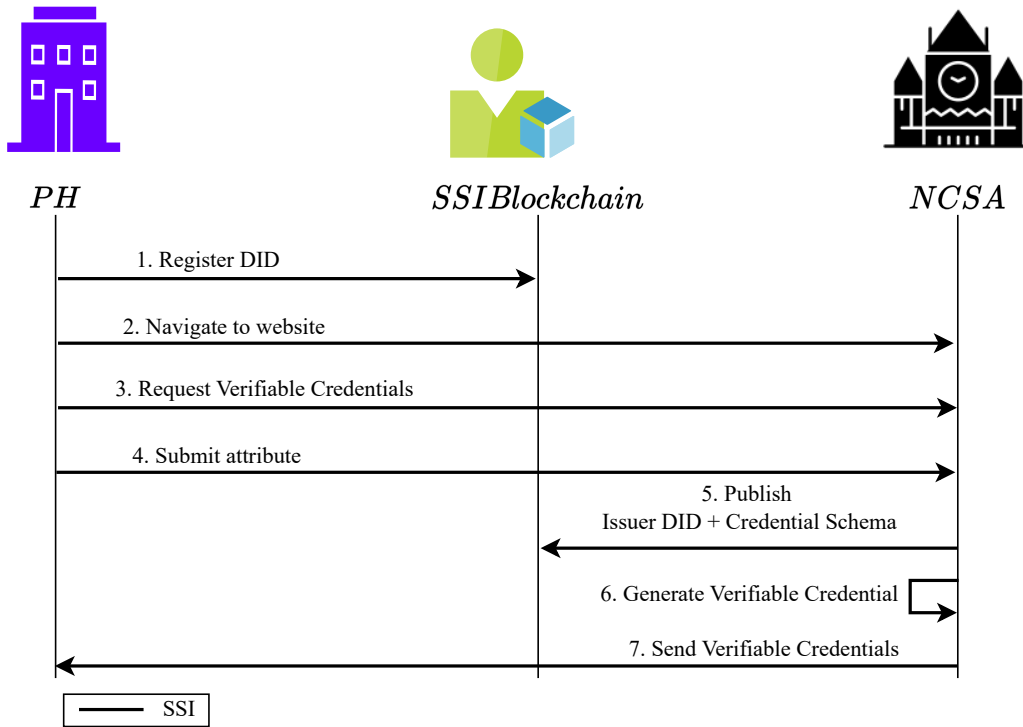 PH
SSIBlockchain
NCSA
1. Register DID
2. Navigate to website
3. Request Verifiable Credentials
4. Submit attribute
5. Publish
Issuer DID + Credential Schema
6. Generate Verifiable Credential
7. Send Verifiable Credentials
SSI